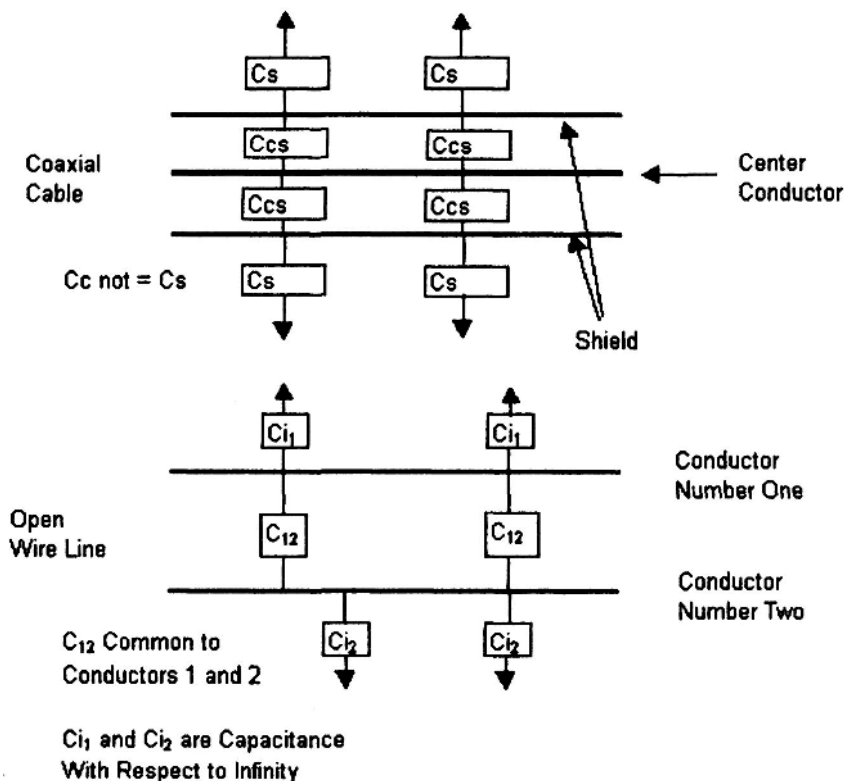 Cs Cs
Ccs Ccs
Coaxial
Cable
Center
Conductor
Ccs Ccs
Cc not = Cs
Cs Cs
Shield
Ci₁ Ci₁
Conductor
Number One
Open
Wire Line
C₁₂ C₁₂
Conductor
Number Two
Ci₂ Ci₂
C₁₂ Common to
Conductors 1 and 2
Ci₁ and Ci₂ are Capacitance
With Respect to Infinity